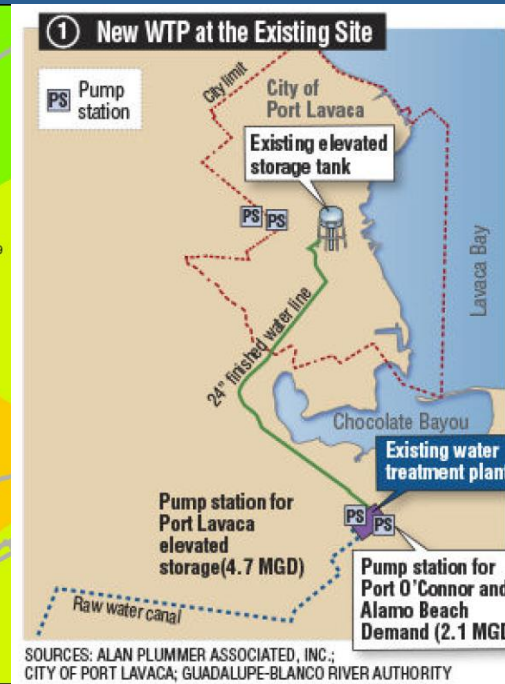 1 New WTP at the Existing Site
PS Pump
station
City limit
City of
Port Lavaca
Existing elevated
storage tank
PS PS
Lavaca Bay
24" finished water line
Chocolate Bayou
Existing water
treatment plant
Pump station for
Port Lavaca
elevated
storage(4.7 MGD)
PS PS
Pump station for
Port O'Connor and
Alamo Beach
Demand (2.1 MGD
Raw water canal
SOURCES: ALAN PLUMMER ASSOCIATED, INC.;
CITY OF PORT LAVACA; GUADALUPE-BLANCO RIVER AUTHORITY